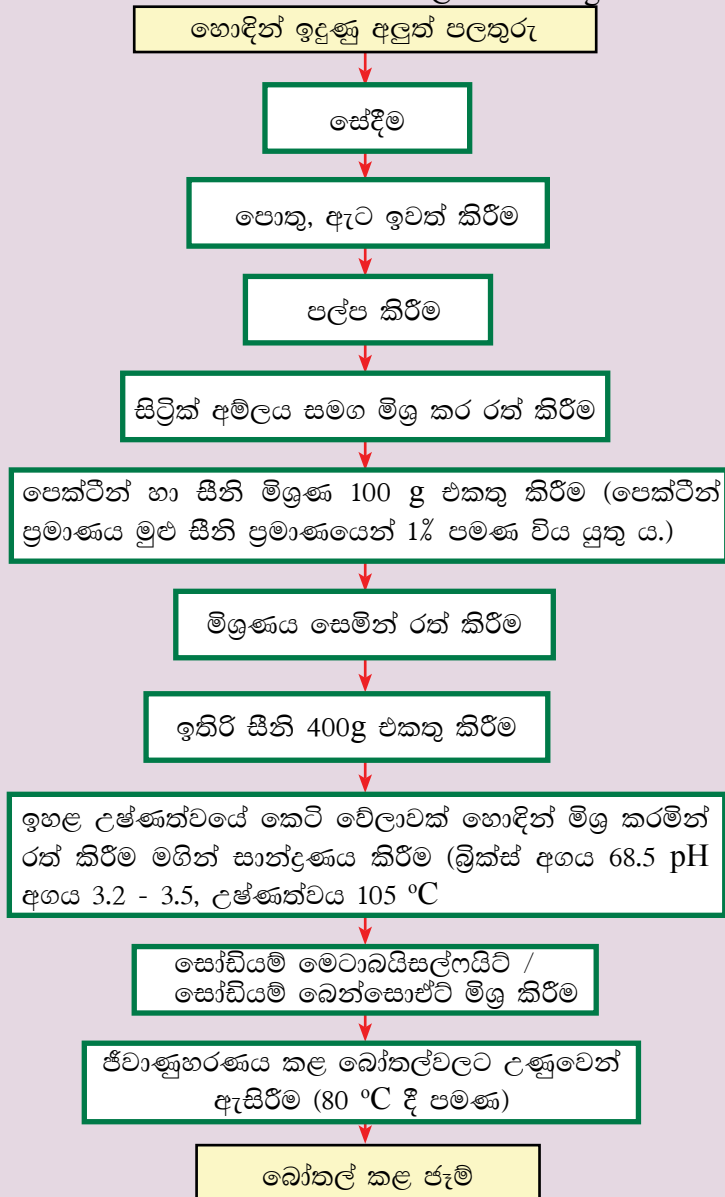 හොඳින් ඉදුණු අලුත් පලතුරු
සේදීම
පොතු, ඇට ඉවත් කිරීම
පල්ප කිරීම
සිට්‍රික් අම්ලය සමග මිශ්‍ර කර රත් කිරීම
පෙක්ටීන් හා සීනි මිශ්‍රණ 100 g එකතු කිරීම (පෙක්ටීන්
ප්‍රමාණය මුළු සීනි ප්‍රමාණයෙන් 1% පමණ විය යුතු ය.)
මිශ්‍රණය සෙමින් රත් කිරීම
ඉතිරි සීනි 400g එකතු කිරීම
ඉහළ උෂ්ණත්වයේ කෙටි වේලාවක් හොඳින් මිශ්‍ර කරමින්
රත් කිරීම මගින් සාන්ද්‍රණය කිරීම (බ්‍රික්ස් අගය 68.5 pH
අගය 3.2 - 3.5, උෂ්ණත්වය 105 ºC
සෝඩියම් මෙටාබයිසල්ෆයිට් /
සෝඩියම් බෙන්සොඒට් මිශ්‍ර කිරීම
ජීවාණුහරණය කළ බෝතල්වලට උණුවෙන්
ඇසිරීම (80 ºC දී පමණ)
බෝතල් කළ ජෑම්